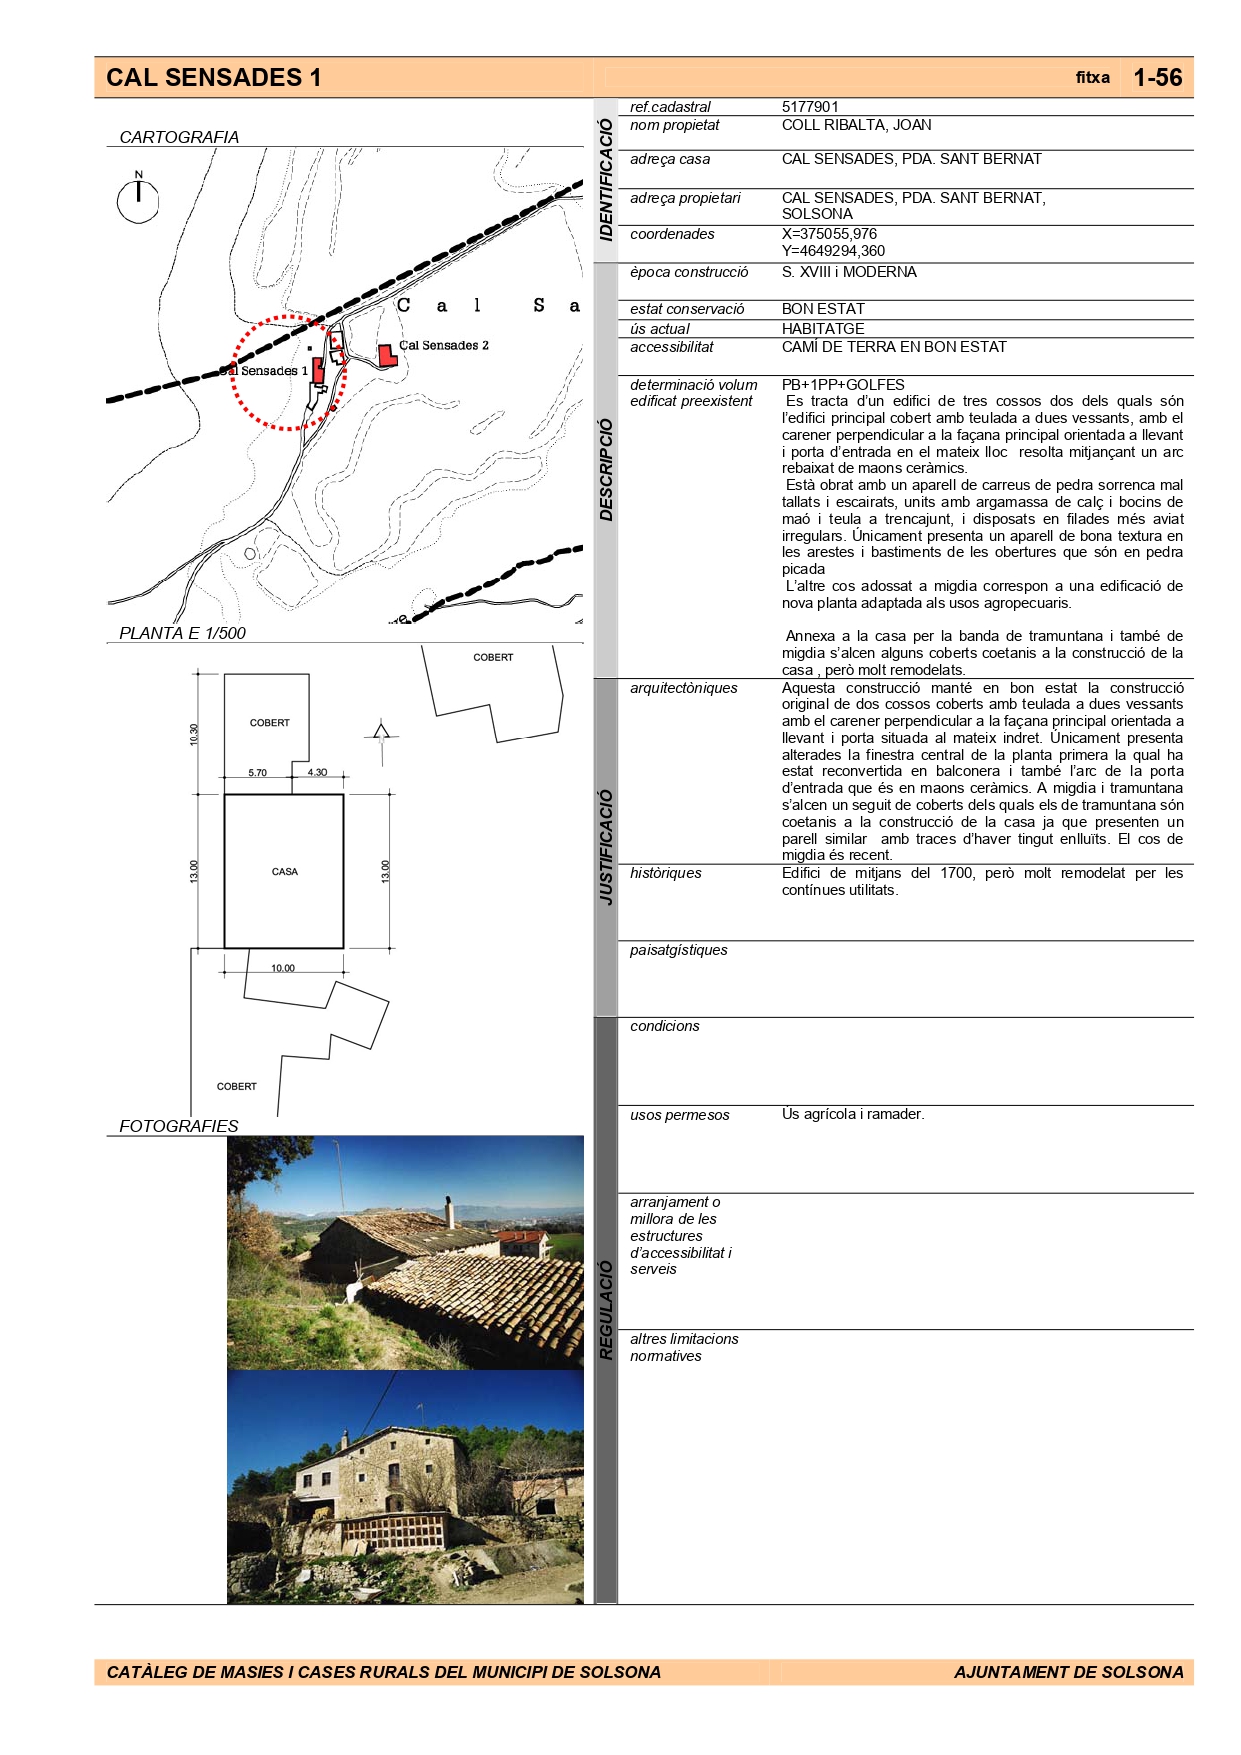 CAL SENSADES 1
fitxa 1-56
CARTOGRAFIA
N
C a l S a
Cal Sensades 2
Cal Sensades 1
PLANTA E 1/500
COBERT
COBERT
10.30
5.70
4.30
13.00
CASA
13.00
10.00
COBERT
FOTOGRAFIES
IDENTIFICACIÓ
ref.cadastral 5177901
nom propietat COLL RIBALTA, JOAN
adreça casa CAL SENSADES, PDA. SANT BERNAT
adreça propietari CAL SENSADES, PDA. SANT BERNAT,
SOLSONA
coordenades X=375055,976
Y=4649294,360
DESCRIPCIÓ
època construcció S. XVIII i MODERNA
estat conservació BON ESTAT
ús actual HABITATGE
accessibilitat CAMÍ DE TERRA EN BON ESTAT
determinació volum PB+1PP+GOLFES
edificat preexistent Es tracta d’un edifici de tres cossos dos dels quals són
l’edifici principal cobert amb teulada a dues vessants, amb el
carener perpendicular a la façana principal orientada a llevant
i porta d’entrada en el mateix lloc resolta mitjançant un arc
rebaixat de maons ceràmics.
Està obrat amb un aparell de carreus de pedra sorrenca mal
tallats i escairats, units amb argamassa de calç i bocins de
maó i teula a trencajunt, i disposats en filades més aviat
irregulars. Únicament presenta un aparell de bona textura en
les arestes i bastiments de les obertures que són en pedra
picada
L’altre cos adossat a migdia correspon a una edificació de
nova planta adaptada als usos agropecuaris.
Annexa a la casa per la banda de tramuntana i també de
migdia s’alcen alguns coberts coetanis a la construcció de la
casa , però molt remodelats.
JUSTIFICACIÓ
arquitectòniques Aquesta construcció manté en bon estat la construcció
original de dos cossos coberts amb teulada a dues vessants
amb el carener perpendicular a la façana principal orientada a
llevant i porta situada al mateix indret. Únicament presenta
alterades la finestra central de la planta primera la qual ha
estat reconvertida en balconera i també l’arc de la porta
d’entrada que és en maons ceràmics. A migdia i tramuntana
s’alcen un seguit de coberts dels quals els de tramuntana són
coetanis a la construcció de la casa ja que presenten un
parell similar amb traces d’haver tingut enlluïts. El cos de
migdia és recent.
històriques Edifici de mitjans del 1700, però molt remodelat per les
contínues utilitats.
paisatgístiques
REGULACIÓ
condicions
usos permesos Ús agrícola i ramader.
arranjament o
millora de les
estructures
d’accessibilitat i
serveis
altres limitacions
normatives
CATÀLEG DE MASIES I CASES RURALS DEL MUNICIPI DE SOLSONA
AJUNTAMENT DE SOLSONA